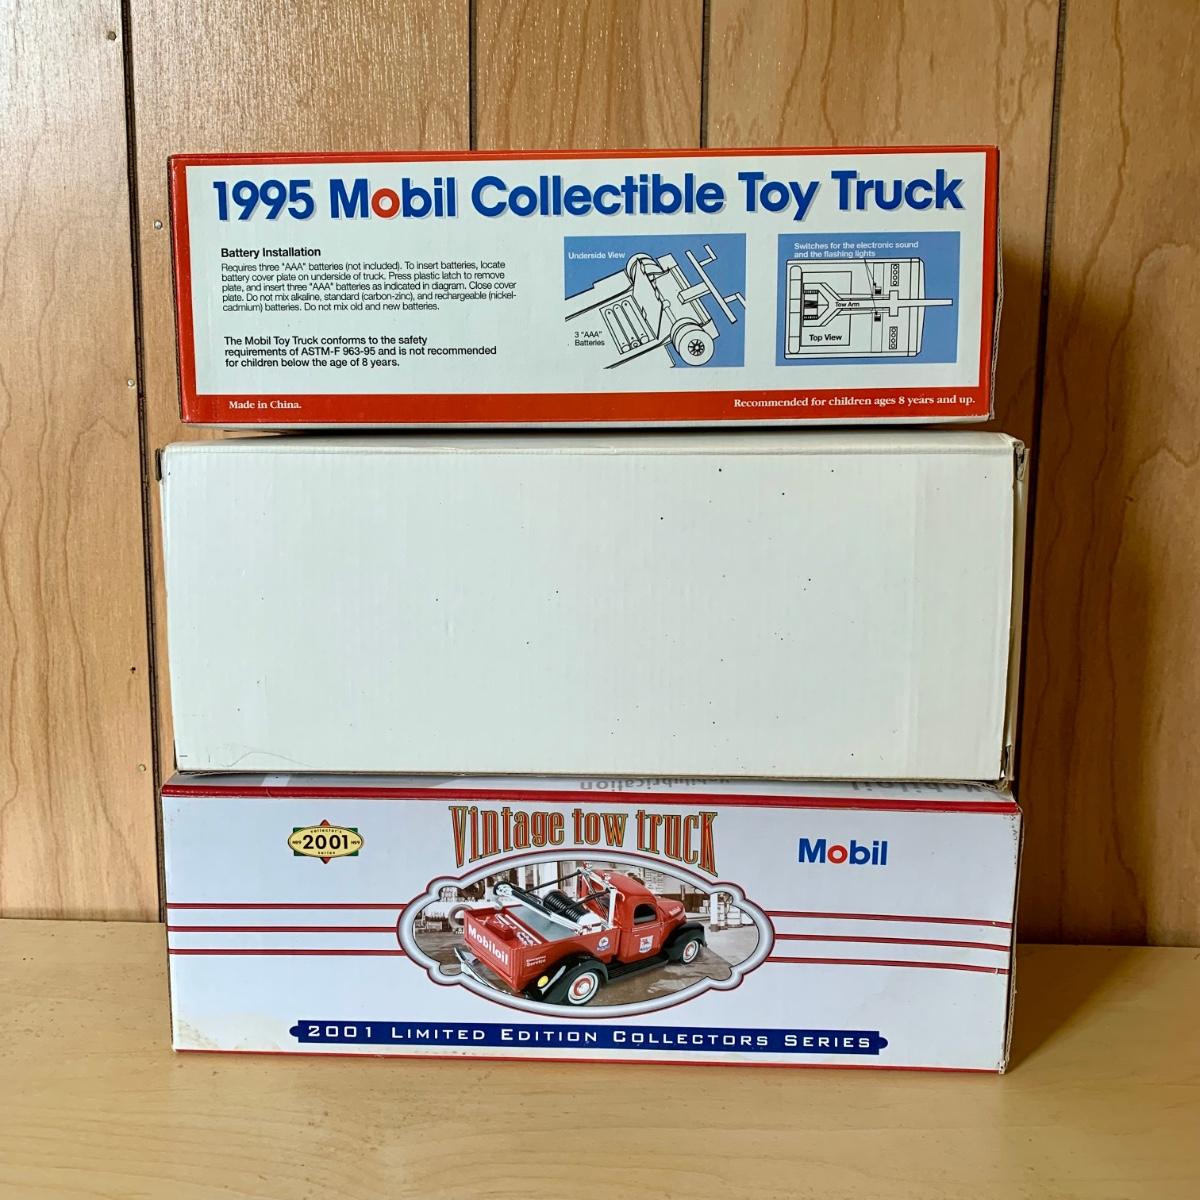 1995 Mobil Collectible Toy Truck
Battery Installation
Requires three "AAA" batteries (not included). To insert batteries, locate
battery cover plate on underside of truck. Press plastic latch to remove
plate, and insert three "AAA" batteries as indicated in diagram. Close cover
plate. Do not mix alkaline, standard (carbon-zinc), and rechargeable (nickel-
cadmium) batteries. Do not mix old and new batteries.
The Mobil Toy Truck conforms to the safety
requirements of ASTM-F 963-95 and is not recommended
for children below the age of 8 years.
Underside View
3 "AAA"
Batteries
Switches for the electronic sound
and the flashing lights
Tow Arm
Top View
Made in China.
Recommended for children ages 8 years and up.
Mobiloil
Mobilubrication
collector's
2001
series
Vintage tow truck
Mobil
Mobiloil
2001 Limited Edition Collectors Series